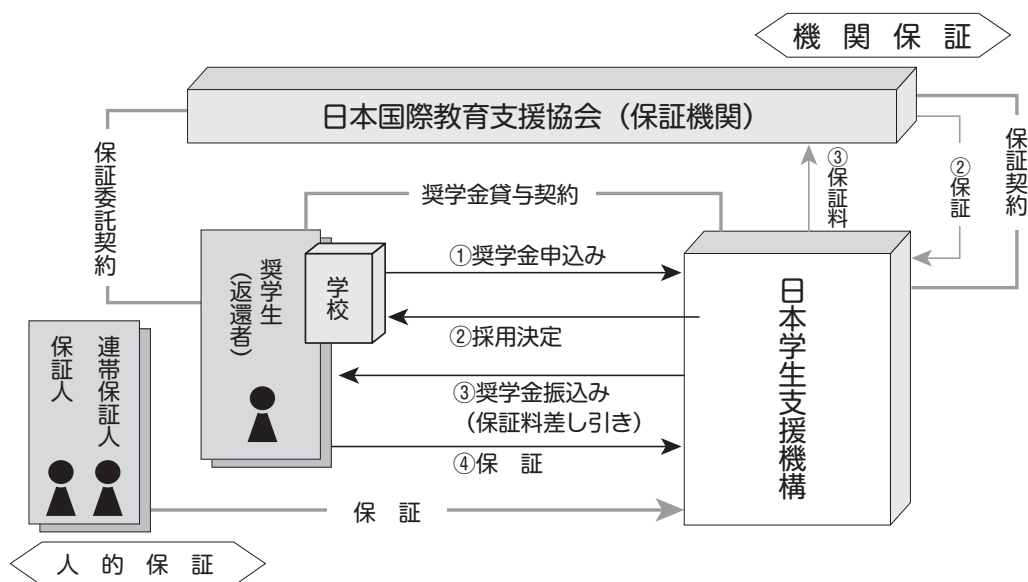 機関保証
日本国際教育支援協会（保証機関）
保証委託契約
③保証料
②保証
保証契約
奨学金貸与契約
奨学生
（返還者）
学校
①奨学金申込み
②採用決定
③奨学金振込み
（保証料差し引き）
④保　証
日本学生支援機構
連帯保証人
保証人
保　証
人的保証